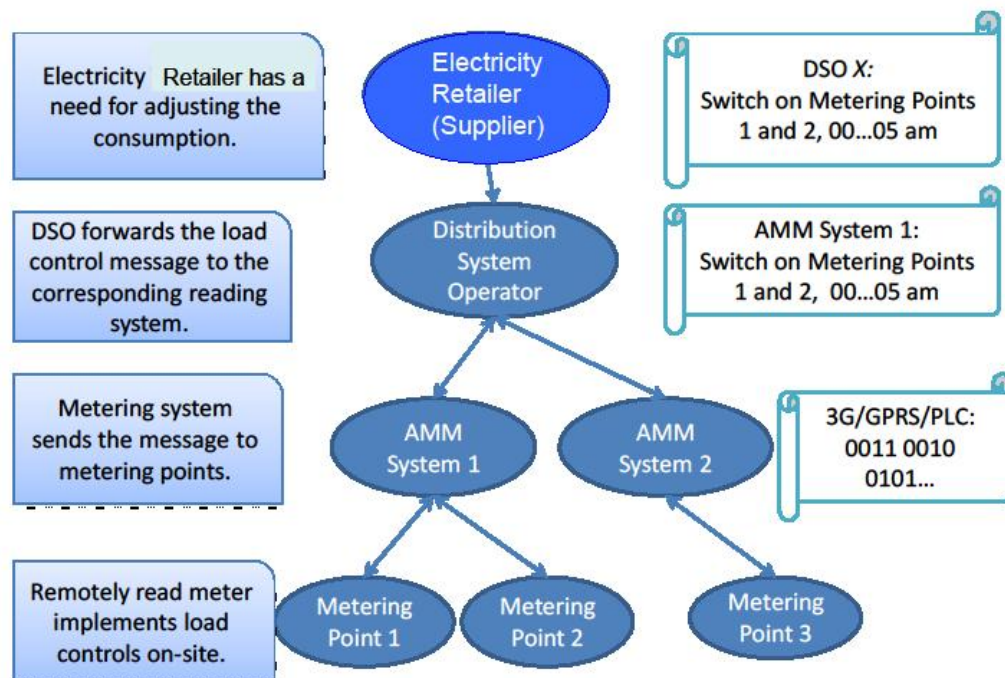 Electricity Retailer has a
need for adjusting the
consumption.
Electricity
Retailer
(Supplier)
DSO X:
Switch on Metering Points
1 and 2, 00...05 am
DSO forwards the load
control message to the
corresponding reading
system.
Distribution
System
Operator
AMM System 1:
Switch on Metering Points
1 and 2, 00...05 am
Metering system
sends the message to
metering points.
AMM
System 1
AMM
System 2
3G/GPRS/PLC:
0011 0010
0101...
Remotely read meter
implements load
controls on-site.
Metering
Point 1
Metering
Point 2
Metering
Point 3